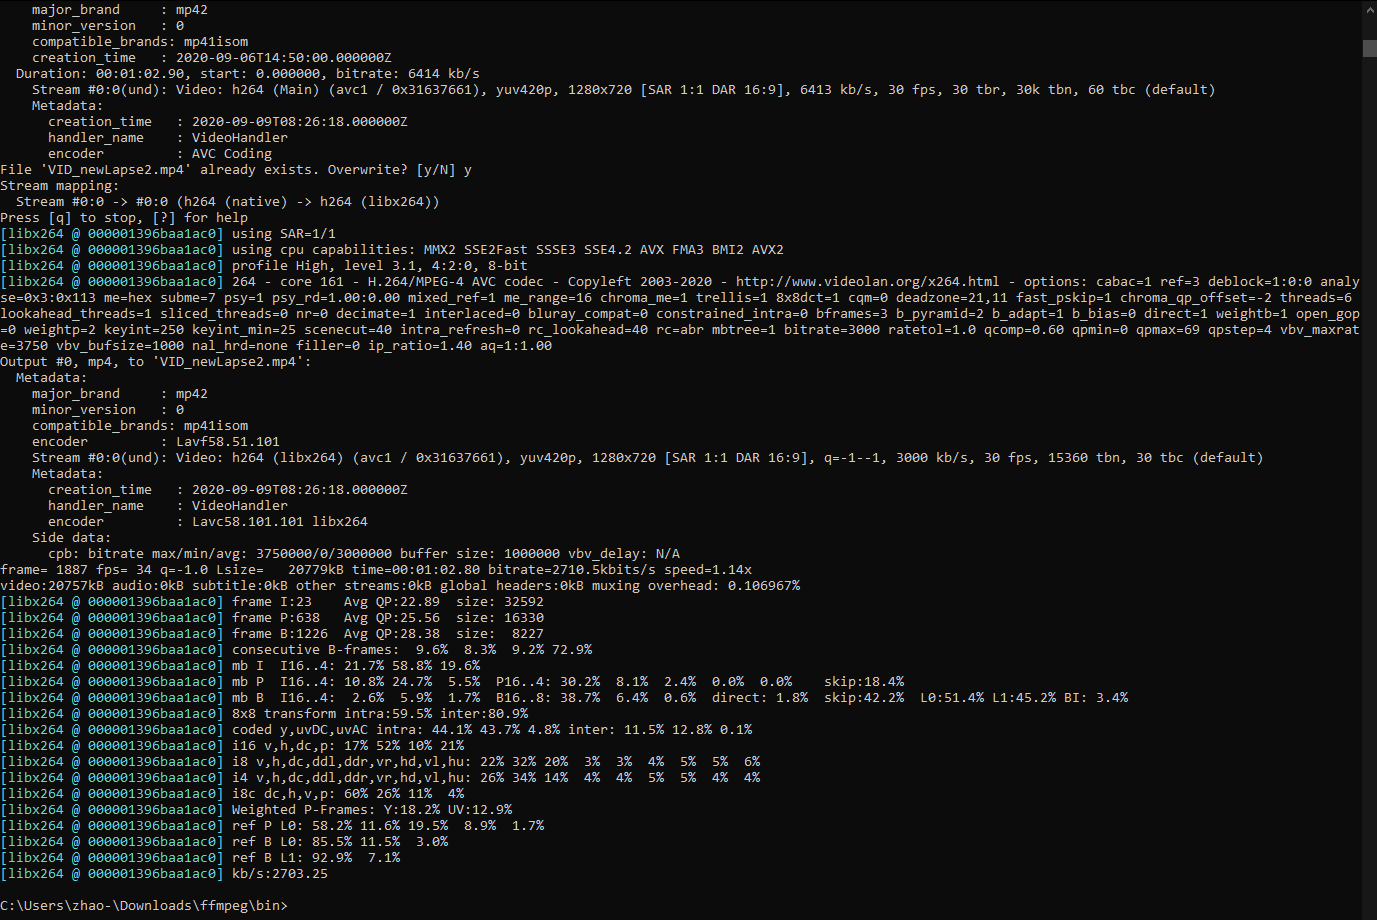 major_brand     : mp42
    minor_version   : 0
    compatible_brands: mp41isom
    creation_time   : 2020-09-06T14:50:00.000000Z
  Duration: 00:01:02.90, start: 0.000000, bitrate: 6414 kb/s
    Stream #0:0(und): Video: h264 (Main) (avc1 / 0x31637661), yuv420p, 1280x720 [SAR 1:1 DAR 16:9], 6413 kb/s, 30 fps, 30 tbr, 30k tbn, 60 tbc (default)
    Metadata:
      creation_time   : 2020-09-09T08:26:18.000000Z
      handler_name    : VideoHandler
      encoder         : AVC Coding
File 'VID_newLapse2.mp4' already exists. Overwrite? [y/N] y
Stream mapping:
  Stream #0:0 -> #0:0 (h264 (native) -> h264 (libx264))
Press [q] to stop, [?] for help
[libx264 @ 000001396baa1ac0] using SAR=1/1
[libx264 @ 000001396baa1ac0] using cpu capabilities: MMX2 SSE2Fast SSSE3 SSE4.2 AVX FMA3 BMI2 AVX2
[libx264 @ 000001396baa1ac0] profile High, level 3.1, 4:2:0, 8-bit
[libx264 @ 000001396baa1ac0] 264 - core 161 - H.264/MPEG-4 AVC codec - Copyleft 2003-2020 - http://www.videolan.org/x264.html - options: cabac=1 ref=3 deblock=1:0:0 analy
se=0x3:0x113 me=hex subme=7 psy=1 psy_rd=1.00:0.00 mixed_ref=1 me_range=16 chroma_me=1 trellis=1 8x8dct=1 cqm=0 deadzone=21,11 fast_pskip=1 chroma_qp_offset=-2 threads=6
lookahead_threads=1 sliced_threads=0 nr=0 decimate=1 interlaced=0 bluray_compat=0 constrained_intra=0 bframes=3 b_pyramid=2 b_adapt=1 b_bias=0 direct=1 weightb=1 open_gop
=0 weightp=2 keyint=250 keyint_min=25 scenecut=40 intra_refresh=0 rc_lookahead=40 rc=abr mbtree=1 bitrate=3000 ratetol=1.0 qcomp=0.60 qpmin=0 qpmax=69 qpstep=4 vbv_maxrat
e=3750 vbv_bufsize=1000 nal_hrd=none filler=0 ip_ratio=1.40 aq=1:1.00
Output #0, mp4, to 'VID_newLapse2.mp4':
  Metadata:
    major_brand     : mp42
    minor_version   : 0
    compatible_brands: mp41isom
    encoder         : Lavf58.51.101
    Stream #0:0(und): Video: h264 (libx264) (avc1 / 0x31637661), yuv420p, 1280x720 [SAR 1:1 DAR 16:9], q=-1--1, 3000 kb/s, 30 fps, 15360 tbn, 30 tbc (default)
    Metadata:
      creation_time   : 2020-09-09T08:26:18.000000Z
      handler_name    : VideoHandler
      encoder         : Lavc58.101.101 libx264
    Side data:
      cpb: bitrate max/min/avg: 3750000/0/3000000 buffer size: 1000000 vbv_delay: N/A
frame= 1887 fps= 34 q=-1.0 Lsize=   20779kB time=00:01:02.80 bitrate=2710.5kbits/s speed=1.14x
video:20757kB audio:0kB subtitle:0kB other streams:0kB global headers:0kB muxing overhead: 0.106967%
[libx264 @ 000001396baa1ac0] frame I:23    Avg QP:22.89  size: 32592
[libx264 @ 000001396baa1ac0] frame P:638   Avg QP:25.56  size: 16330
[libx264 @ 000001396baa1ac0] frame B:1226  Avg QP:28.38  size:  8227
[libx264 @ 000001396baa1ac0] consecutive B-frames:  9.6%  8.3%  9.2% 72.9%
[libx264 @ 000001396baa1ac0] mb I  I16..4: 21.7% 58.8% 19.6%
[libx264 @ 000001396baa1ac0] mb P  I16..4: 10.8% 24.7%  5.5%  P16..4: 30.2%  8.1%  2.4%  0.0%  0.0%    skip:18.4%
[libx264 @ 000001396baa1ac0] mb B  I16..4:  2.6%  5.9%  1.7%  B16..8: 38.7%  6.4%  0.6%  direct: 1.8%  skip:42.2%  L0:51.4% L1:45.2% BI: 3.4%
[libx264 @ 000001396baa1ac0] 8x8 transform intra:59.5% inter:80.9%
[libx264 @ 000001396baa1ac0] coded y,uvDC,uvAC intra: 44.1% 43.7% 4.8% inter: 11.5% 12.8% 0.1%
[libx264 @ 000001396baa1ac0] i16 v,h,dc,p: 17% 52% 10% 21%
[libx264 @ 000001396baa1ac0] i8 v,h,dc,ddl,ddr,vr,hd,vl,hu: 22% 32% 20%  3%  3%  4%  5%  5%  6%
[libx264 @ 000001396baa1ac0] i4 v,h,dc,ddl,ddr,vr,hd,vl,hu: 26% 34% 14%  4%  4%  5%  5%  4%  4%
[libx264 @ 000001396baa1ac0] i8c dc,h,v,p: 60% 26% 11%  4%
[libx264 @ 000001396baa1ac0] Weighted P-Frames: Y:18.2% UV:12.9%
[libx264 @ 000001396baa1ac0] ref P L0: 58.2% 11.6% 19.5%  8.9%  1.7%
[libx264 @ 000001396baa1ac0] ref B L0: 85.5% 11.5%  3.0%
[libx264 @ 000001396baa1ac0] ref B L1: 92.9%  7.1%
[libx264 @ 000001396baa1ac0] kb/s:2703.25
C:\Users\zhao-\Downloads\ffmpeg\bin>